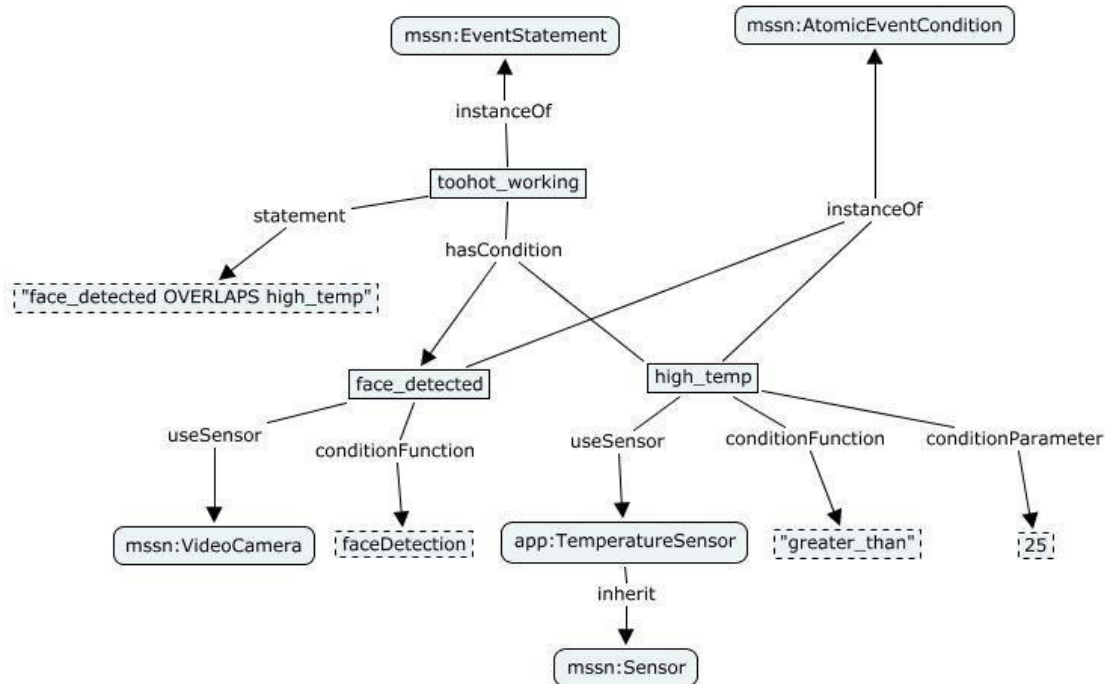 mssn:EventStatement
mssn:AtomicEventCondition
instanceOf
toohot_working
statement
instanceOf
hasCondition
"face_detected OVERLAPS high_temp"
face_detected
high_temp
useSensor
conditionFunction
useSensor
conditionFunction
conditionParameter
mssn:VideoCamera
faceDetection
app:TemperatureSensor
"greater_than"
25
inherit
mssn:Sensor